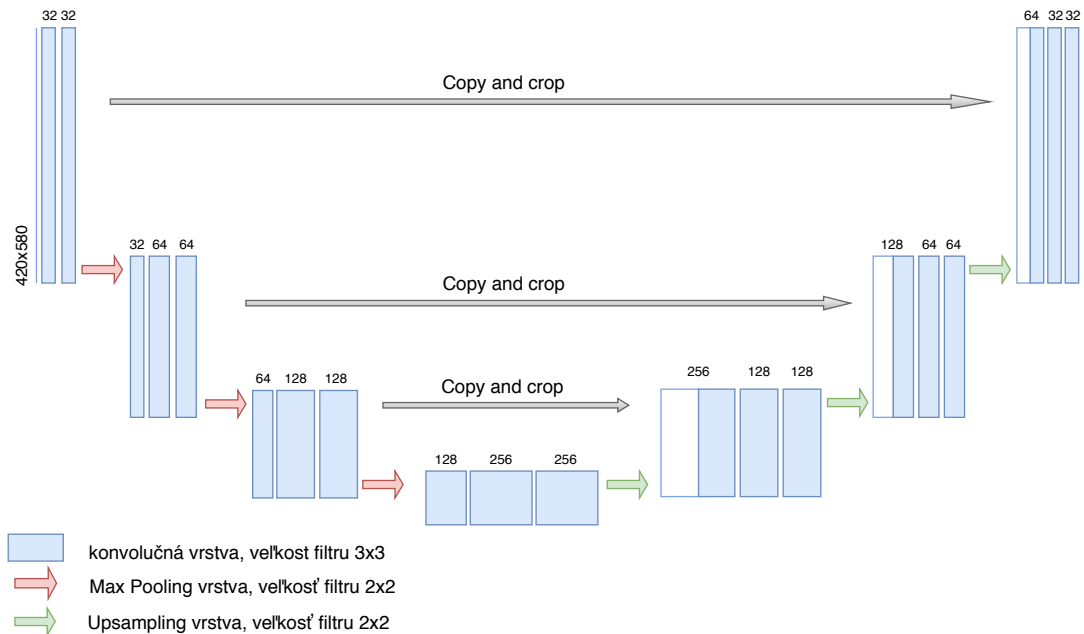 32 32
64 32 32
Copy and crop
420x580
32 64 64
128 64 64
Copy and crop
64 128 128
Copy and crop
256 128 128
128 256 256
konvolučná vrstva, veľkost filtru 3x3
Max Pooling vrstva, veľkosť filtru 2x2
Upsampling vrstva, veľkosť filtru 2x2